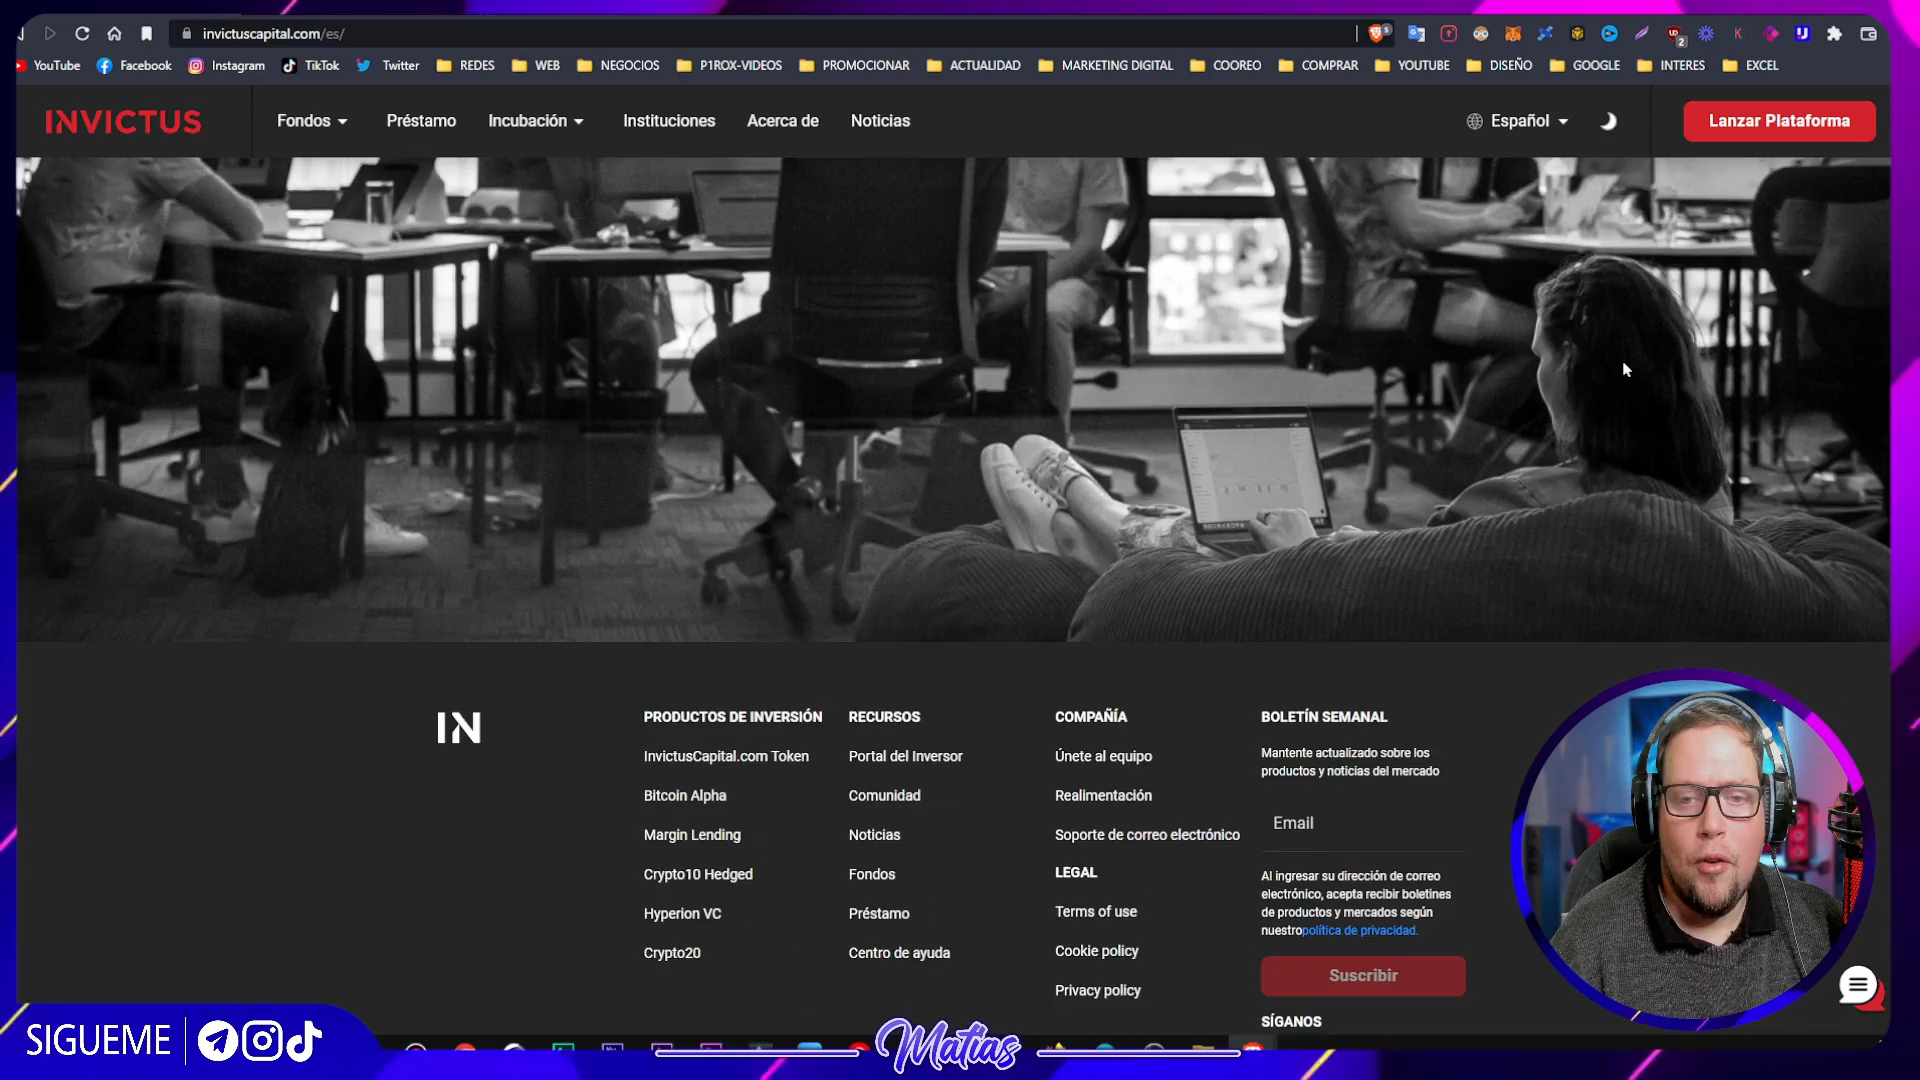 invictuscapital.com/es/
YouTube
Facebook
Instagram
TikTok
Twitter
REDES
WEB
NEGOCIOS
P1ROX-VIDEOS
PROMOCIONAR
ACTUALIDAD
MARKETING DIGITAL
COOREO
COMPRAR
YOUTUBE
DISEÑO
GOOGLE
INTERES
EXCEL
INVICTUS
Fondos
Préstamo
Incubación
Instituciones
Acerca de
Noticias
Español
Lanzar Plataforma
IN
PRODUCTOS DE INVERSIÓN
InvictusCapital.com Token
Bitcoin Alpha
Margin Lending
Crypto10 Hedged
Hyperion VC
Crypto20
RECURSOS
Portal del Inversor
Comunidad
Noticias
Fondos
Préstamo
Centro de ayuda
COMPAÑÍA
Únete al equipo
Realimentación
Soporte de correo electrónico
LEGAL
Terms of use
Cookie policy
Privacy policy
BOLETÍN SEMANAL
Mantente actualizado sobre los
productos y noticias del mercado
Email
Al ingresar su dirección de correo
electrónico, acepta recibir boletines
de productos y mercados según
nuestropolítica de privacidad.
Suscribir
SÍGANOS
SIGUEME
Matias